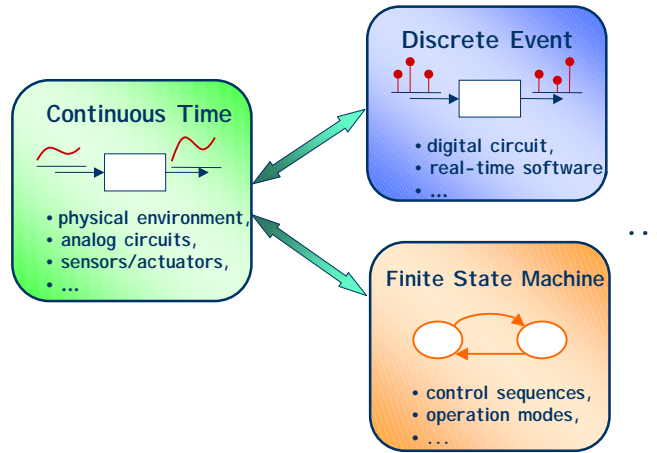 Continuous Time
• physical environment,
• analog circuits,
• sensors/actuators,
• ...
Discrete Event
• digital circuit,
• real-time software,
• ...
. .
Finite State Machine
• control sequences,
• operation modes,
• ...